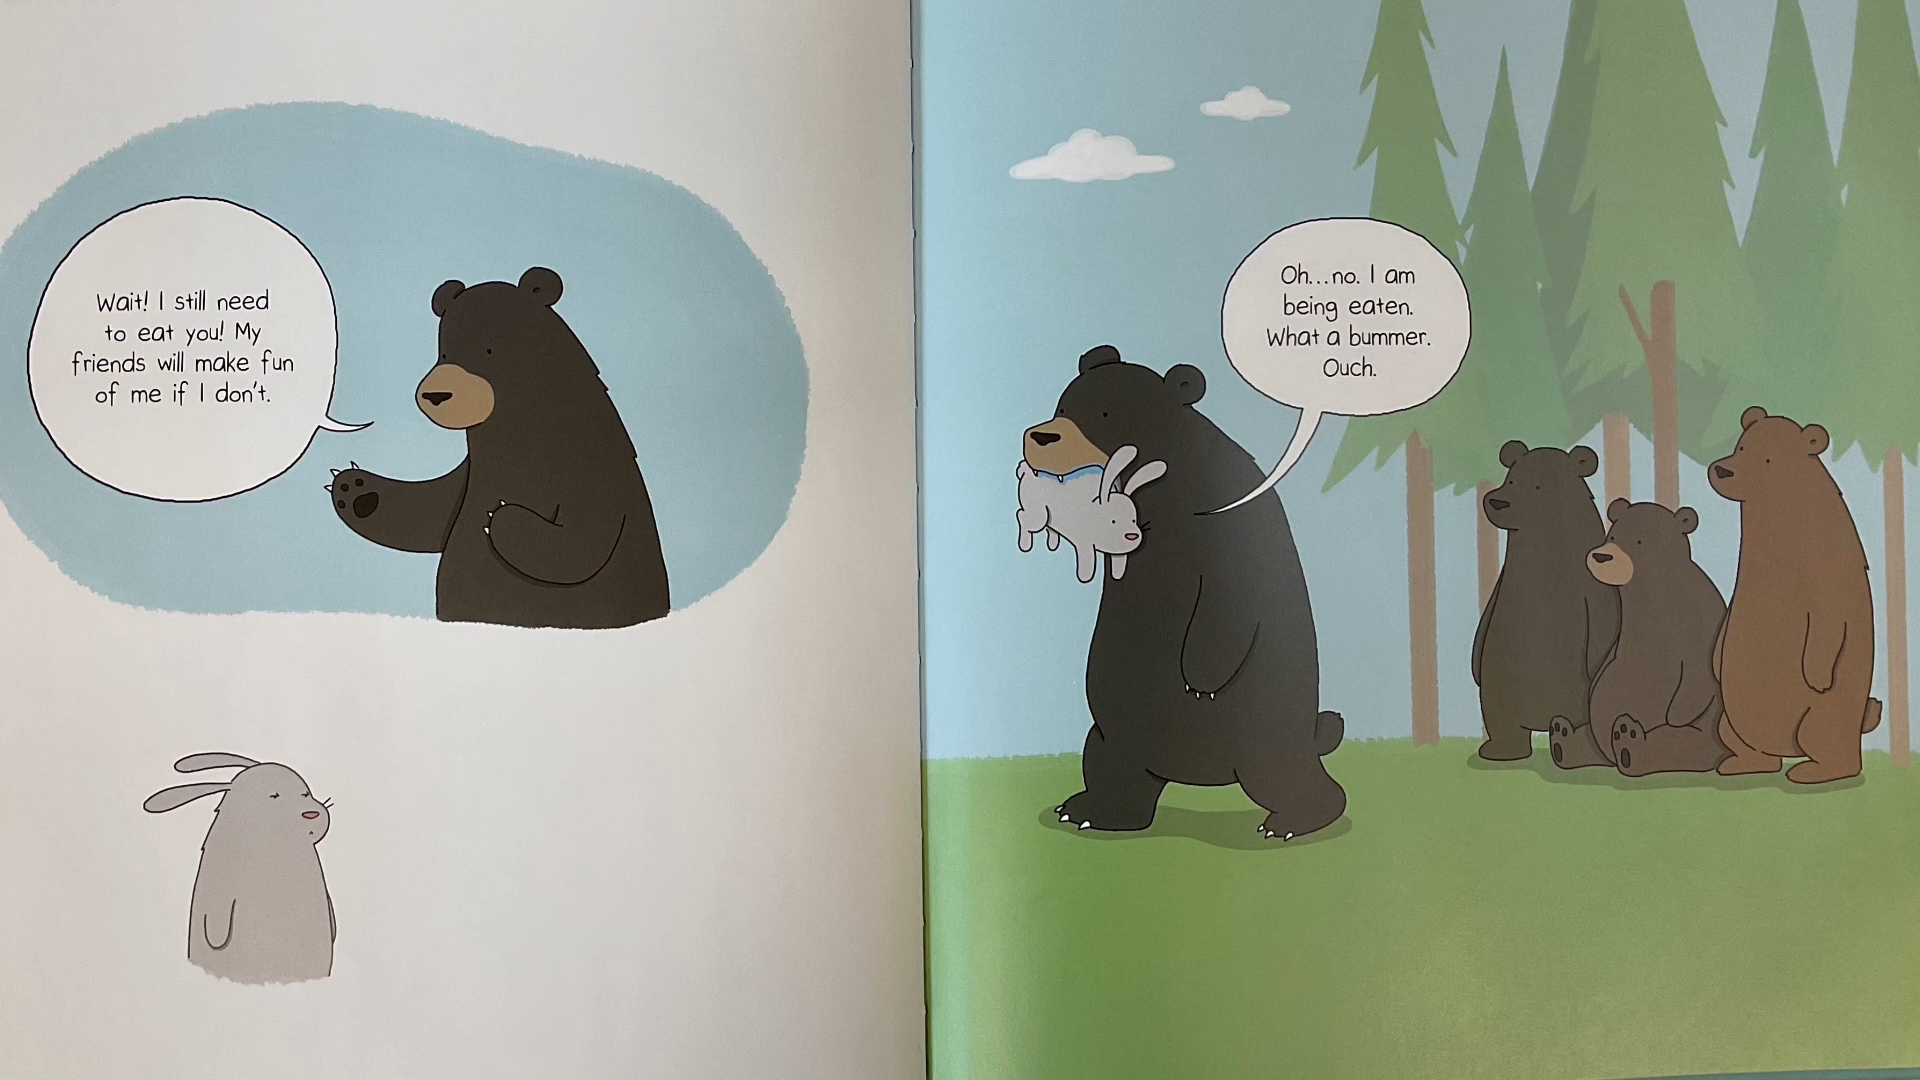 Wait! I still need
to eat you! My
friends will make fun
of me if I don't.
Oh...no. I am
being eaten.
What a bummer.
Ouch.